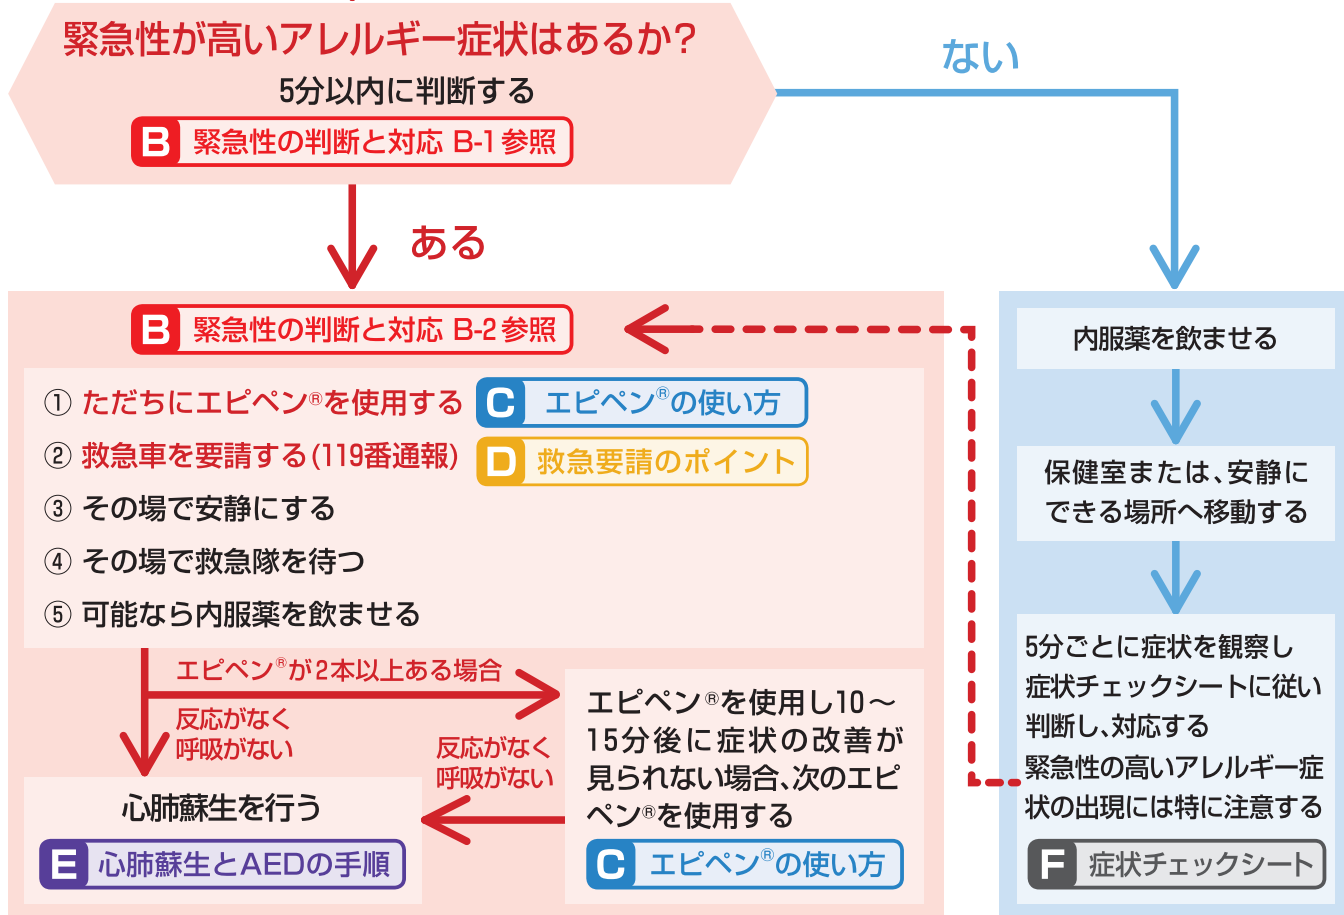 緊急性が高いアレルギー症状はあるか?
5分以内に判断する
B 緊急性の判断と対応 B-1参照
ない
ある
B 緊急性の判断と対応 B-2参照
① ただちにエピペン®を使用する C エピペン®の使い方
② 救急車を要請する(119番通報) D 救急要請のポイント
③ その場で安静にする
④ その場で救急隊を待つ
⑤ 可能なら内服薬を飲ませる
エピペン®が2本以上ある場合
反応がなく
呼吸がない
エピペン®を使用し10〜
15分後に症状の改善が
見られない場合、次のエピ
ペン®を使用する
C エピペン®の使い方
反応がなく
呼吸がない
心肺蘇生を行う
E 心肺蘇生とAEDの手順
内服薬を飲ませる
保健室または、安静に
できる場所へ移動する
5分ごとに症状を観察し
症状チェックシートに従い
判断し、対応する
緊急性の高いアレルギー症
状の出現には特に注意する
F 症状チェックシート